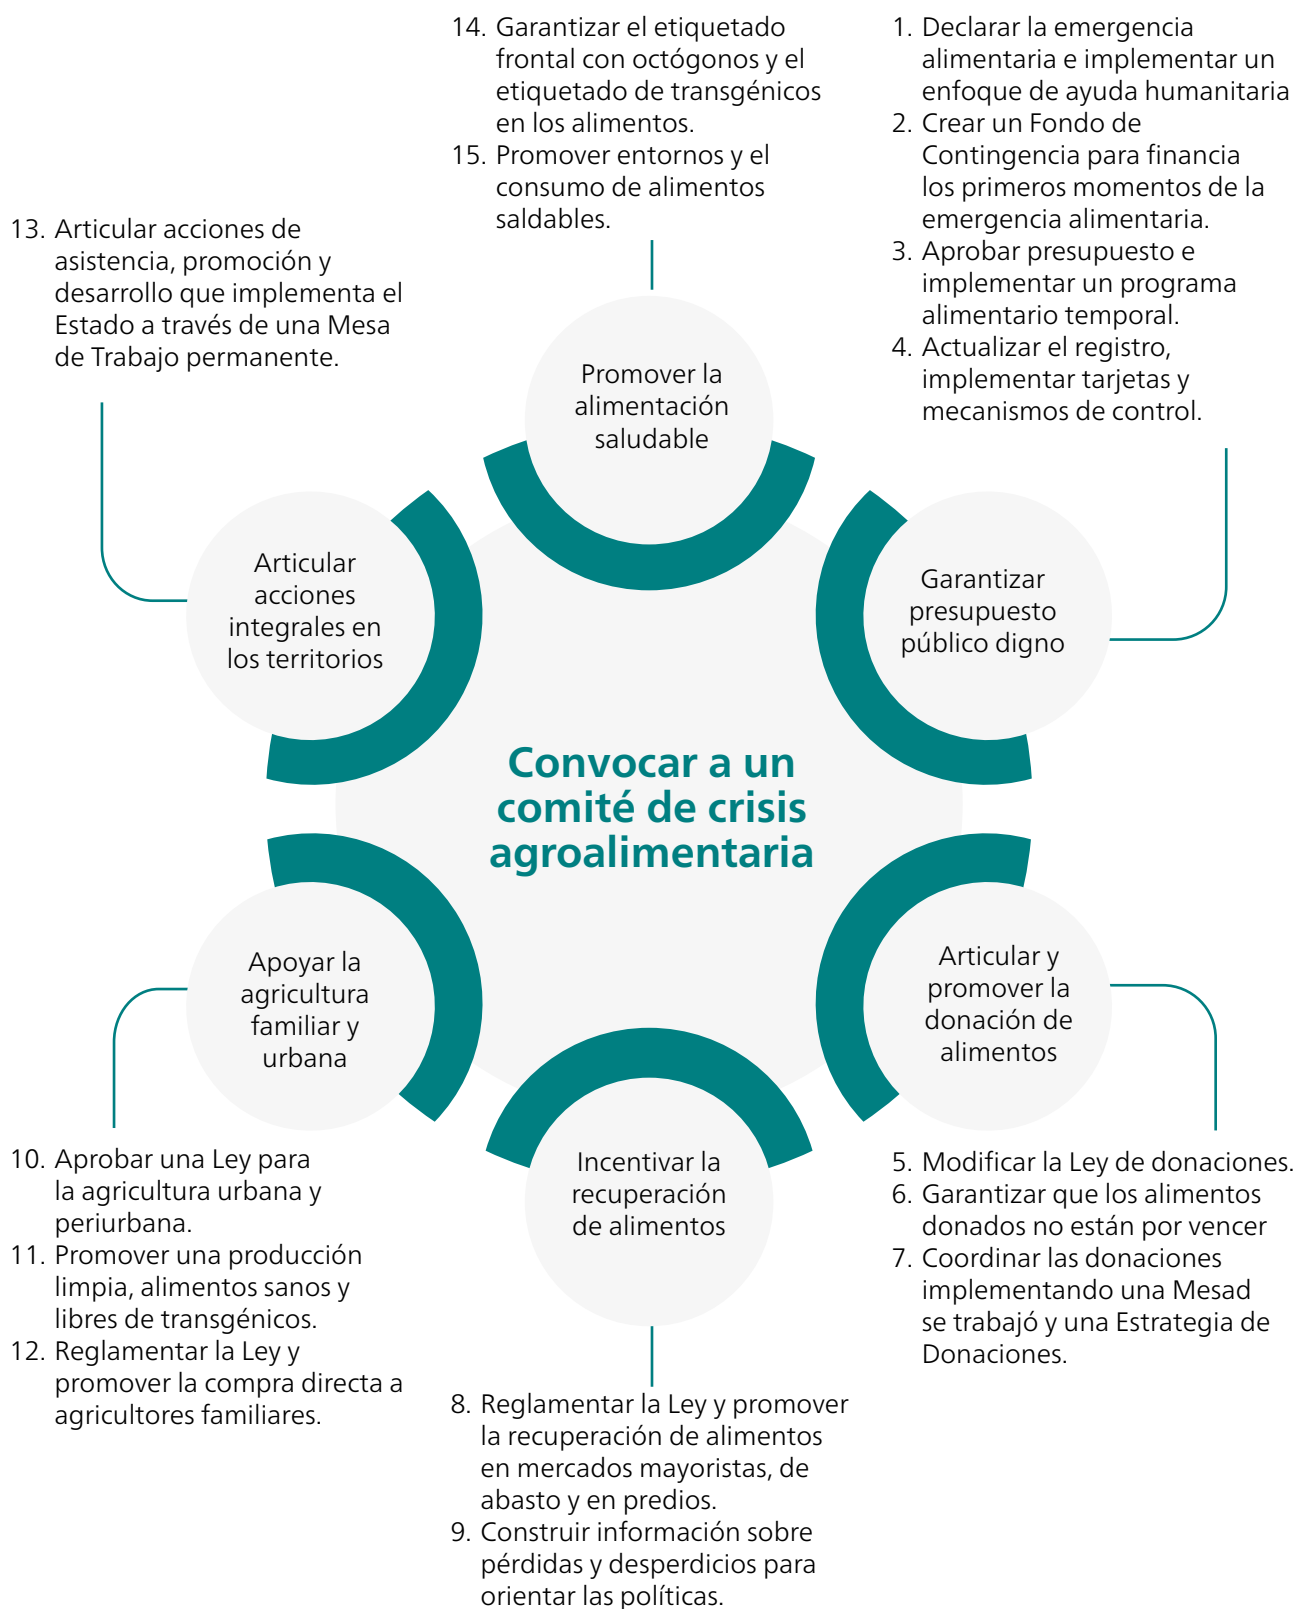 14. Garantizar el etiquetado
frontal con octógonos y el
etiquetado de transgénicos
en los alimentos.
15. Promover entornos y el
consumo de alimentos
saldables.
1. Declarar la emergencia
alimentaria e implementar un
enfoque de ayuda humanitaria
2. Crear un Fondo de
Contingencia para financia
los primeros momentos de la
emergencia alimentaria.
3. Aprobar presupuesto e
implementar un programa
alimentario temporal.
4. Actualizar el registro,
implementar tarjetas y
mecanismos de control.
13. Articular acciones de
asistencia, promoción y
desarrollo que implementa el
Estado a través de una Mesa
de Trabajo permanente.
Promover la
alimentación
saludable
Articular
acciones
integrales en
los territorios
Garantizar
presupuesto
público digno
Convocar a un
comité de crisis
agroalimentaria
Apoyar la
agricultura
familiar y
urbana
Articular y
promover la
donación de
alimentos
Incentivar la
recuperación
de alimentos
10. Aprobar una Ley para
la agricultura urbana y
periurbana.
11. Promover una producción
limpia, alimentos sanos y
libres de transgénicos.
12. Reglamentar la Ley y
promover la compra directa a
agricultores familiares.
5. Modificar la Ley de donaciones.
6. Garantizar que los alimentos
donados no están por vencer
7. Coordinar las donaciones
implementando una Mesad
se trabajó y una Estrategia de
Donaciones.
8. Reglamentar la Ley y promover
la recuperación de alimentos
en mercados mayoristas, de
abasto y en predios.
9. Construir información sobre
pérdidas y desperdicios para
orientar las políticas.